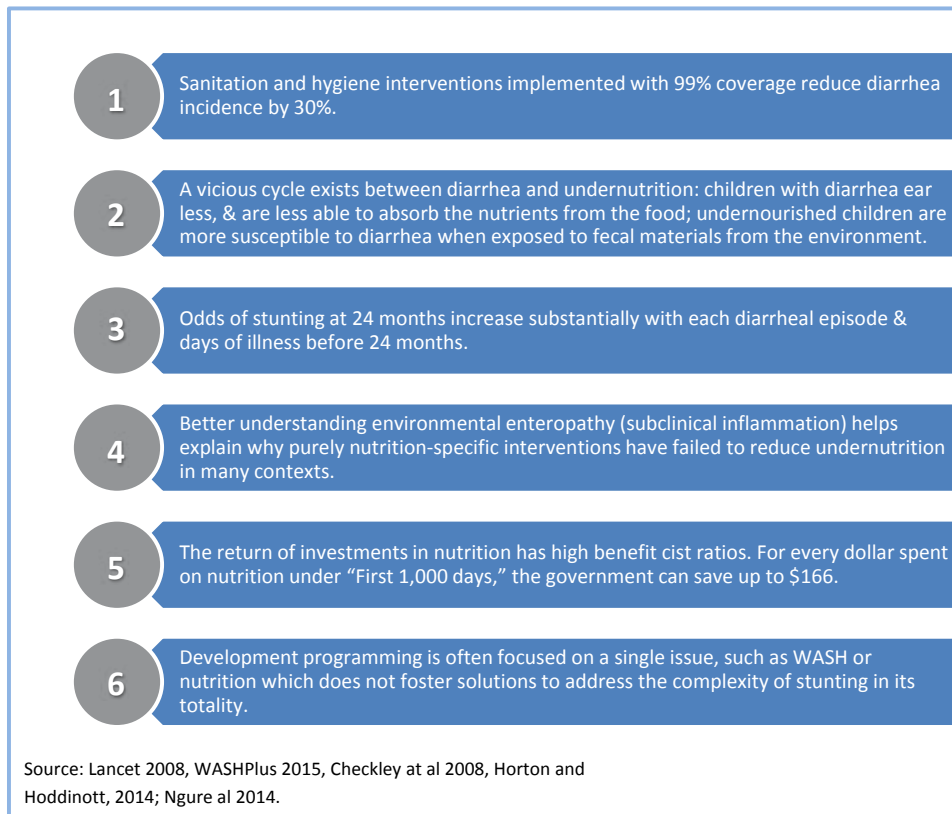 1
Sanitation and hygiene interventions implemented with 99% coverage reduce diarrhea
incidence by 30%.
2
A vicious cycle exists between diarrhea and undernutrition: children with diarrhea ear
less, & are less able to absorb the nutrients from the food; undernourished children are
more susceptible to diarrhea when exposed to fecal materials from the environment.
3
Odds of stunting at 24 months increase substantially with each diarrheal episode &
days of illness before 24 months.
4
Better understanding environmental enteropathy (subclinical inflammation) helps
explain why purely nutrition-specific interventions have failed to reduce undernutrition
in many contexts.
5
The return of investments in nutrition has high benefit cist ratios. For every dollar spent
on nutrition under “First 1,000 days,” the government can save up to $166.
6
Development programming is often focused on a single issue, such as WASH or
nutrition which does not foster solutions to address the complexity of stunting in its
totality.
Source: Lancet 2008, WASHPlus 2015, Checkley at al 2008, Horton and
Hoddinott, 2014; Ngure al 2014.